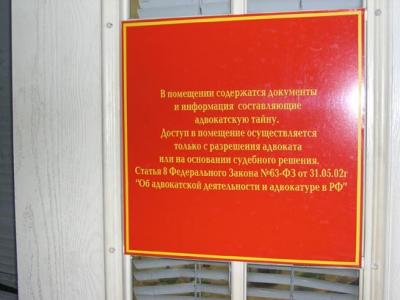 В помещении содержатся документы
и информация составляющие
адвокатскую тайну.
Доступ в помещение осуществляется
только с разрешения адвоката
или на основании судебного решения.
Статья 8 Федерального Закона №63-ФЗ от 31.05.02г
"Об адвокатской деятельности и адвокатуре в РФ"